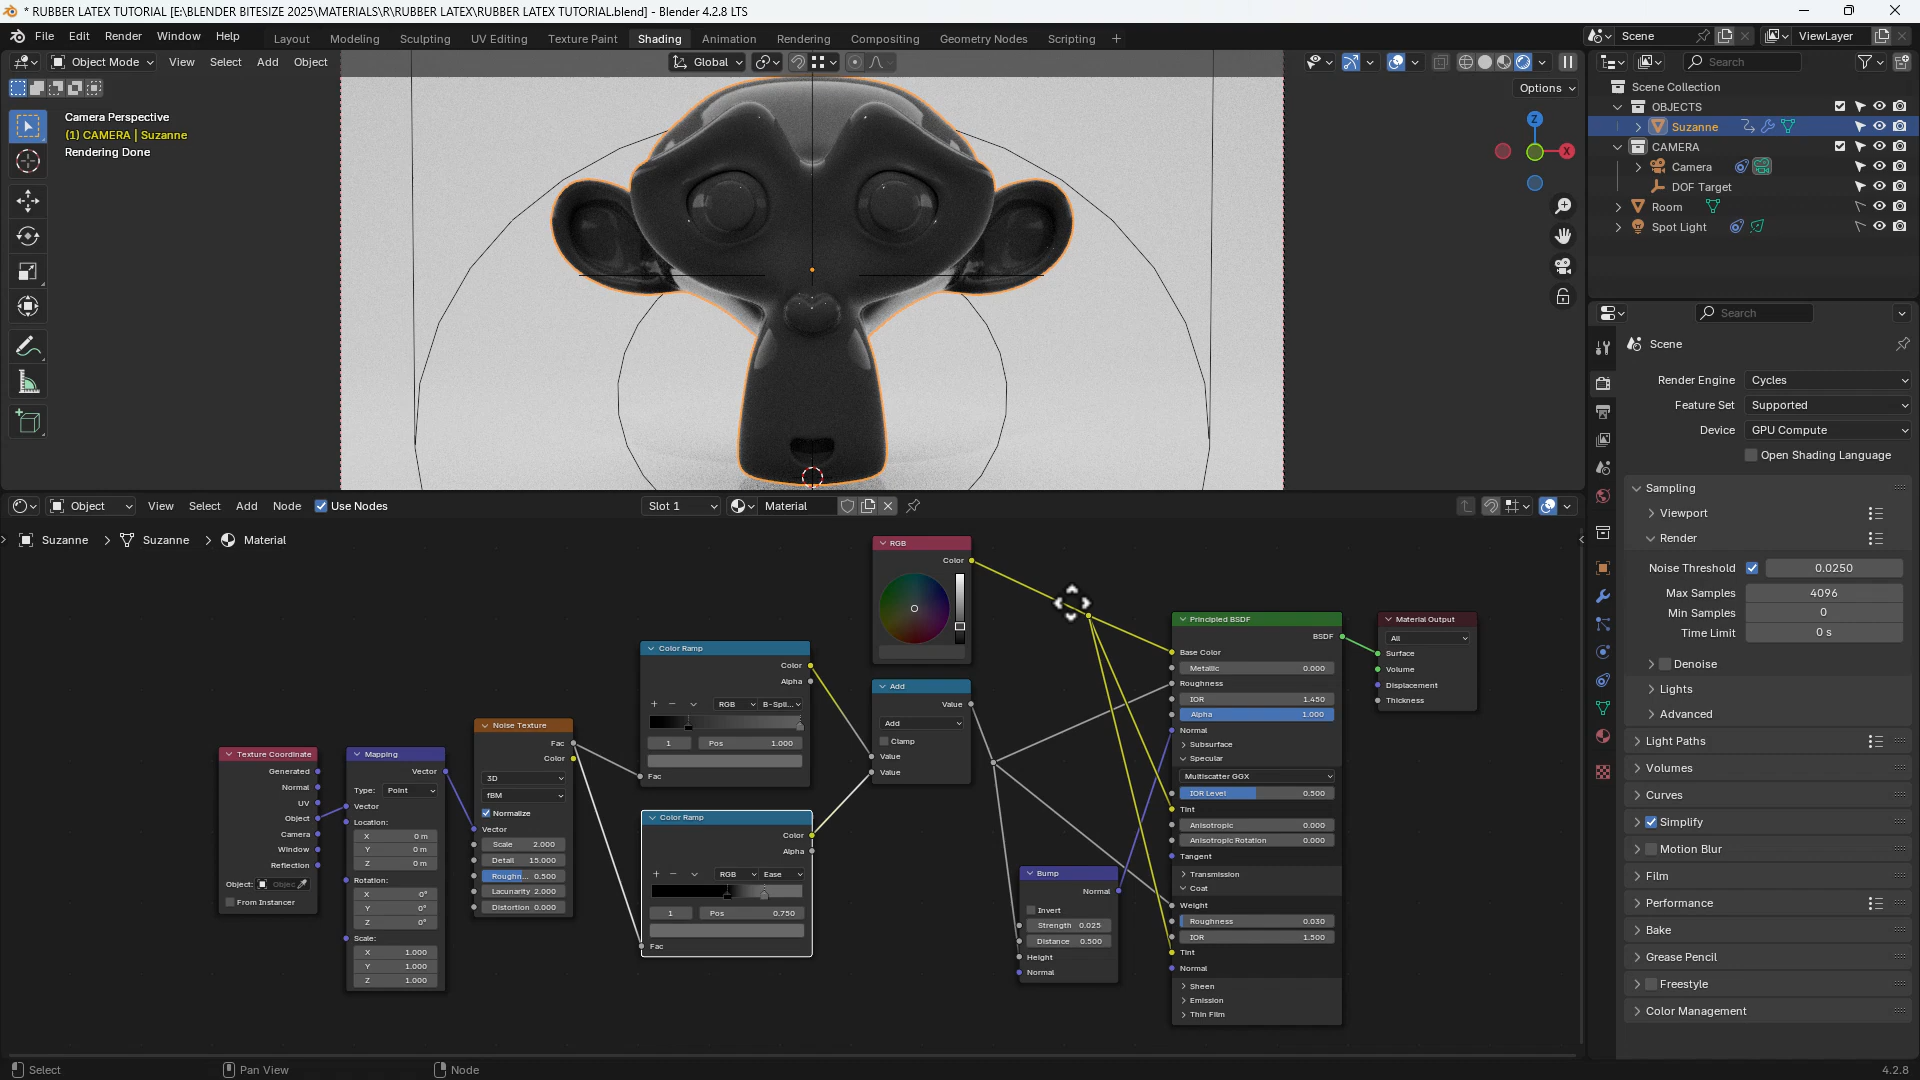 * RUBBER LATEX TUTORIAL [E:\BLENDER BITESIZE 2025\MATERIALS\R\RUBBER LATEX\RUBBER LATEX TUTORIAL.blend] - Blender 4.2.8 LTS
File Edit Render Window Help Layout Modeling Sculpting UV Editing Texture Paint Shading Animation Rendering Compositing Geometry Nodes Scripting + Scene ViewLayer
Object Mode View Select Add Object Global Search
Options
Camera Perspective
(1) CAMERA | Suzanne
Rendering Done
Z
X
Scene Collection
OBJECTS
Suzanne
CAMERA
Camera
DOF Target
Room
Spot Light
Search
Scene
Render Engine Cycles
Feature Set Supported
Device GPU Compute
Open Shading Language
Sampling
Viewport
Render
Noise Threshold 0.0250
Max Samples 4096
Min Samples 0
Time Limit 0 s
Denoise
Lights
Advanced
Light Paths
Volumes
Curves
Simplify
Motion Blur
Film
Performance
Bake
Grease Pencil
Freestyle
Color Management
Object View Select Add Node Use Nodes Slot 1 Material
Suzanne > Suzanne > Material
Texture Coordinate
Generated
Normal
UV
Object
Camera
Window
Reflection
Object: Objec
From Instancer
Mapping
Vector
Type: Point
Vector
Location:
X 0 m
Y 0 m
Z 0 m
Rotation:
X 0°
Y 0°
Z 0°
Scale:
X 1.000
Y 1.000
Z 1.000
Noise Texture
Fac
Color
3D
fBM
Normalize
Vector
Scale 2.000
Detail 15.000
Roughn... 0.500
Lacunarity 2.000
Distortion 0.000
Color Ramp
Color
Alpha
RGB B-Spli...
1 Pos 1.000
Fac
Color Ramp
Color
Alpha
RGB Ease
1 Pos 0.750
Fac
RGB
Color
Add
Value
Add
Clamp
Value
Value
Bump
Normal
Invert
Strength 0.025
Distance 0.500
Height
Normal
Principled BSDF
BSDF
Base Color
Metallic 0.000
Roughness
IOR 1.450
Alpha 1.000
Normal
Subsurface
Specular
Multiscatter GGX
IOR Level 0.500
Tint
Anisotropic 0.000
Anisotropic Rotation 0.000
Tangent
Transmission
Coat
Weight
Roughness 0.030
IOR 1.500
Tint
Normal
Sheen
Emission
Thin Film
Material Output
All
Surface
Volume
Displacement
Thickness
Select Pan View Node 4.2.8